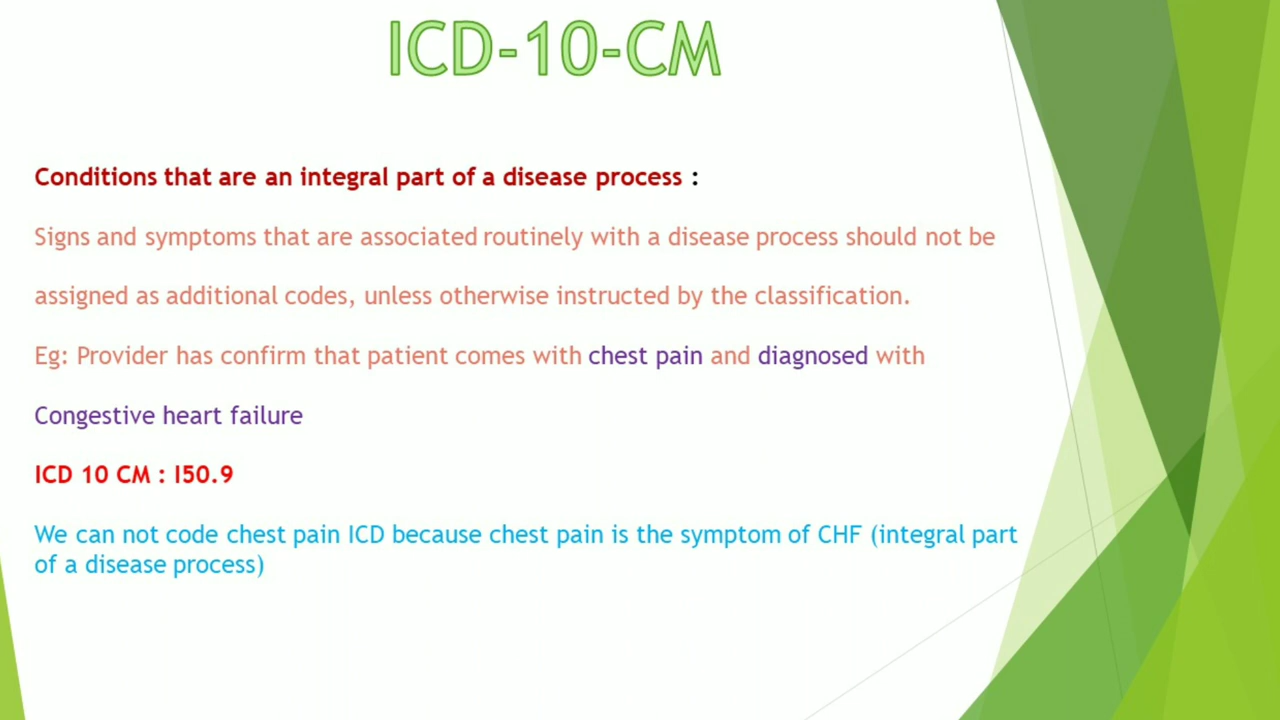 ICD-10-CM
Conditions that are an integral part of a disease process :
Signs and symptoms that are associated routinely with a disease process should not be
assigned as additional codes, unless otherwise instructed by the classification.
Eg: Provider has confirm that patient comes with chest pain and diagnosed with
Congestive heart failure
ICD 10 CM : I50.9
We can not code chest pain ICD because chest pain is the symptom of CHF (integral part
of a disease process)